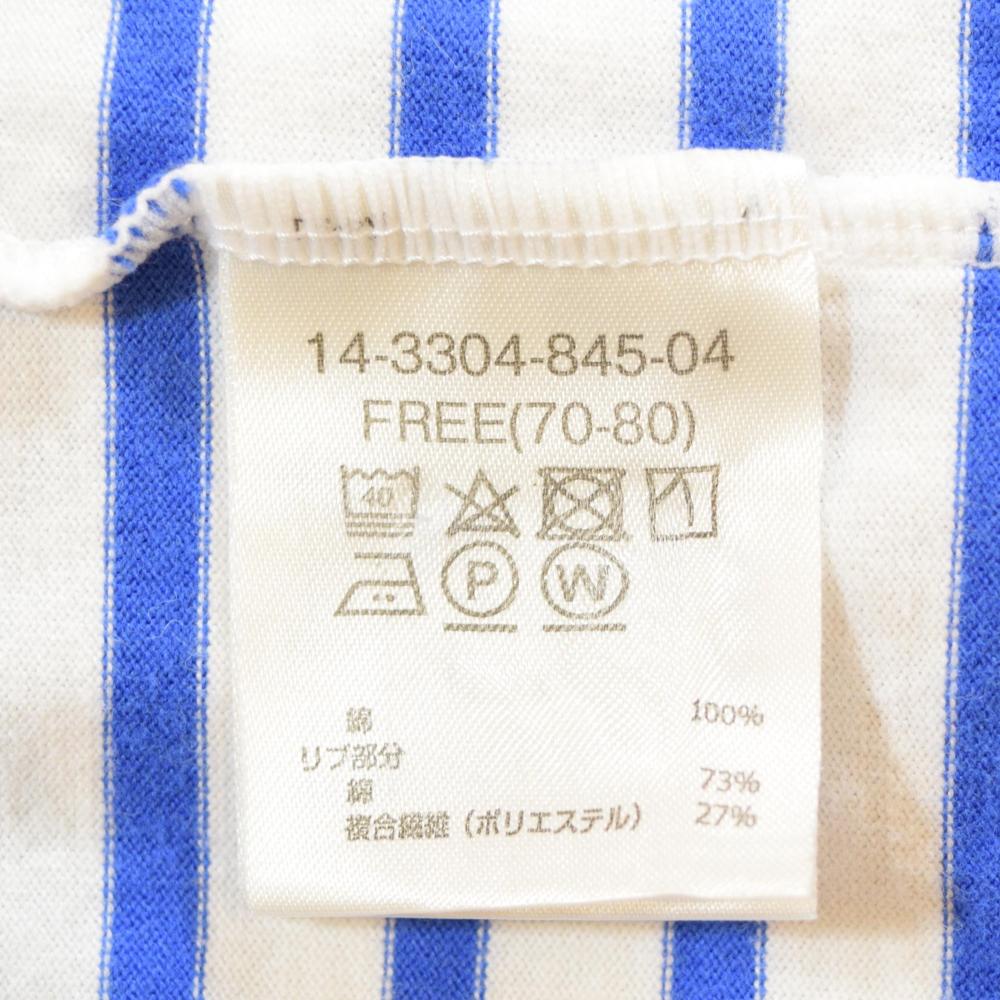 14-3304-845-04
FREE(70-80)
40
P W
綿 100%
リブ部分
綿 73%
複合繊維（ポリエステル） 27%